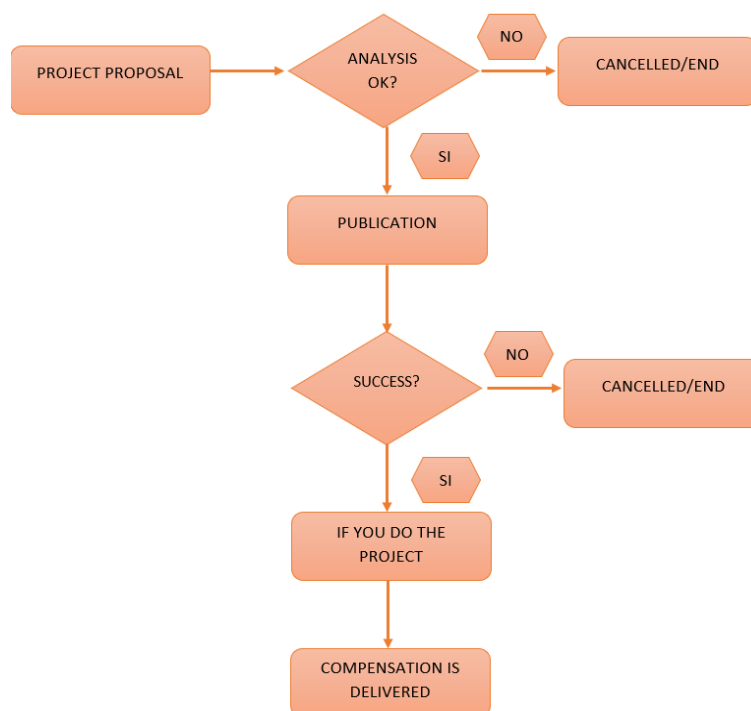 NO
ANALYSIS
OK?
PROJECT PROPOSAL
CANCELLED/END
SI
PUBLICATION
NO
SUCCESS?
CANCELLED/END
SI
IF YOU DO THE
PROJECT
COMPENSATION IS
DELIVERED